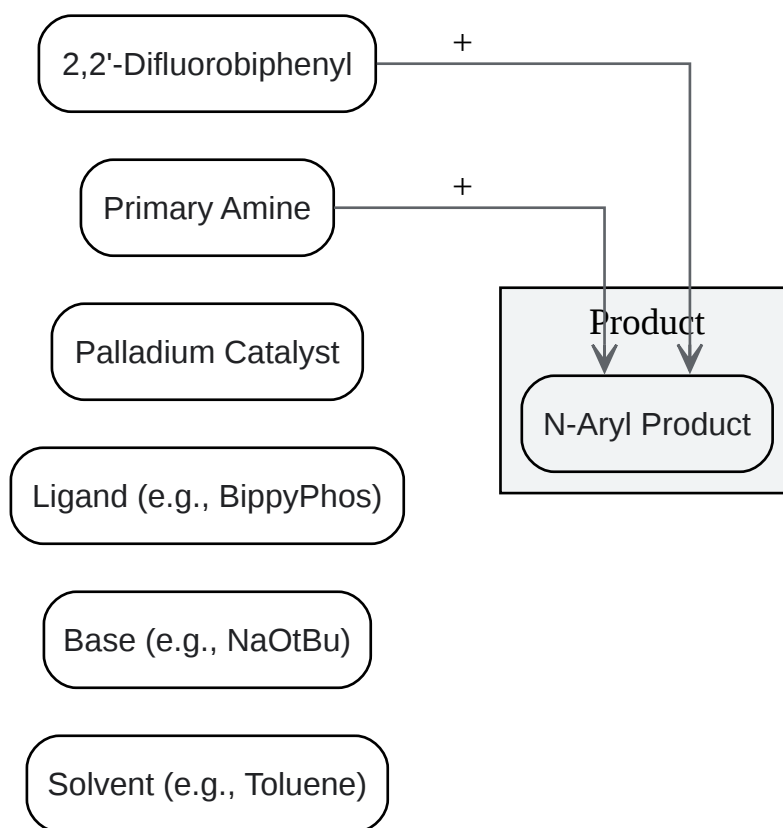 2,2'-Difluorobiphenyl
+
Primary Amine
+
Palladium Catalyst
Product
N-Aryl Product
Ligand (e.g., BippyPhos)
Base (e.g., NaOtBu)
Solvent (e.g., Toluene)